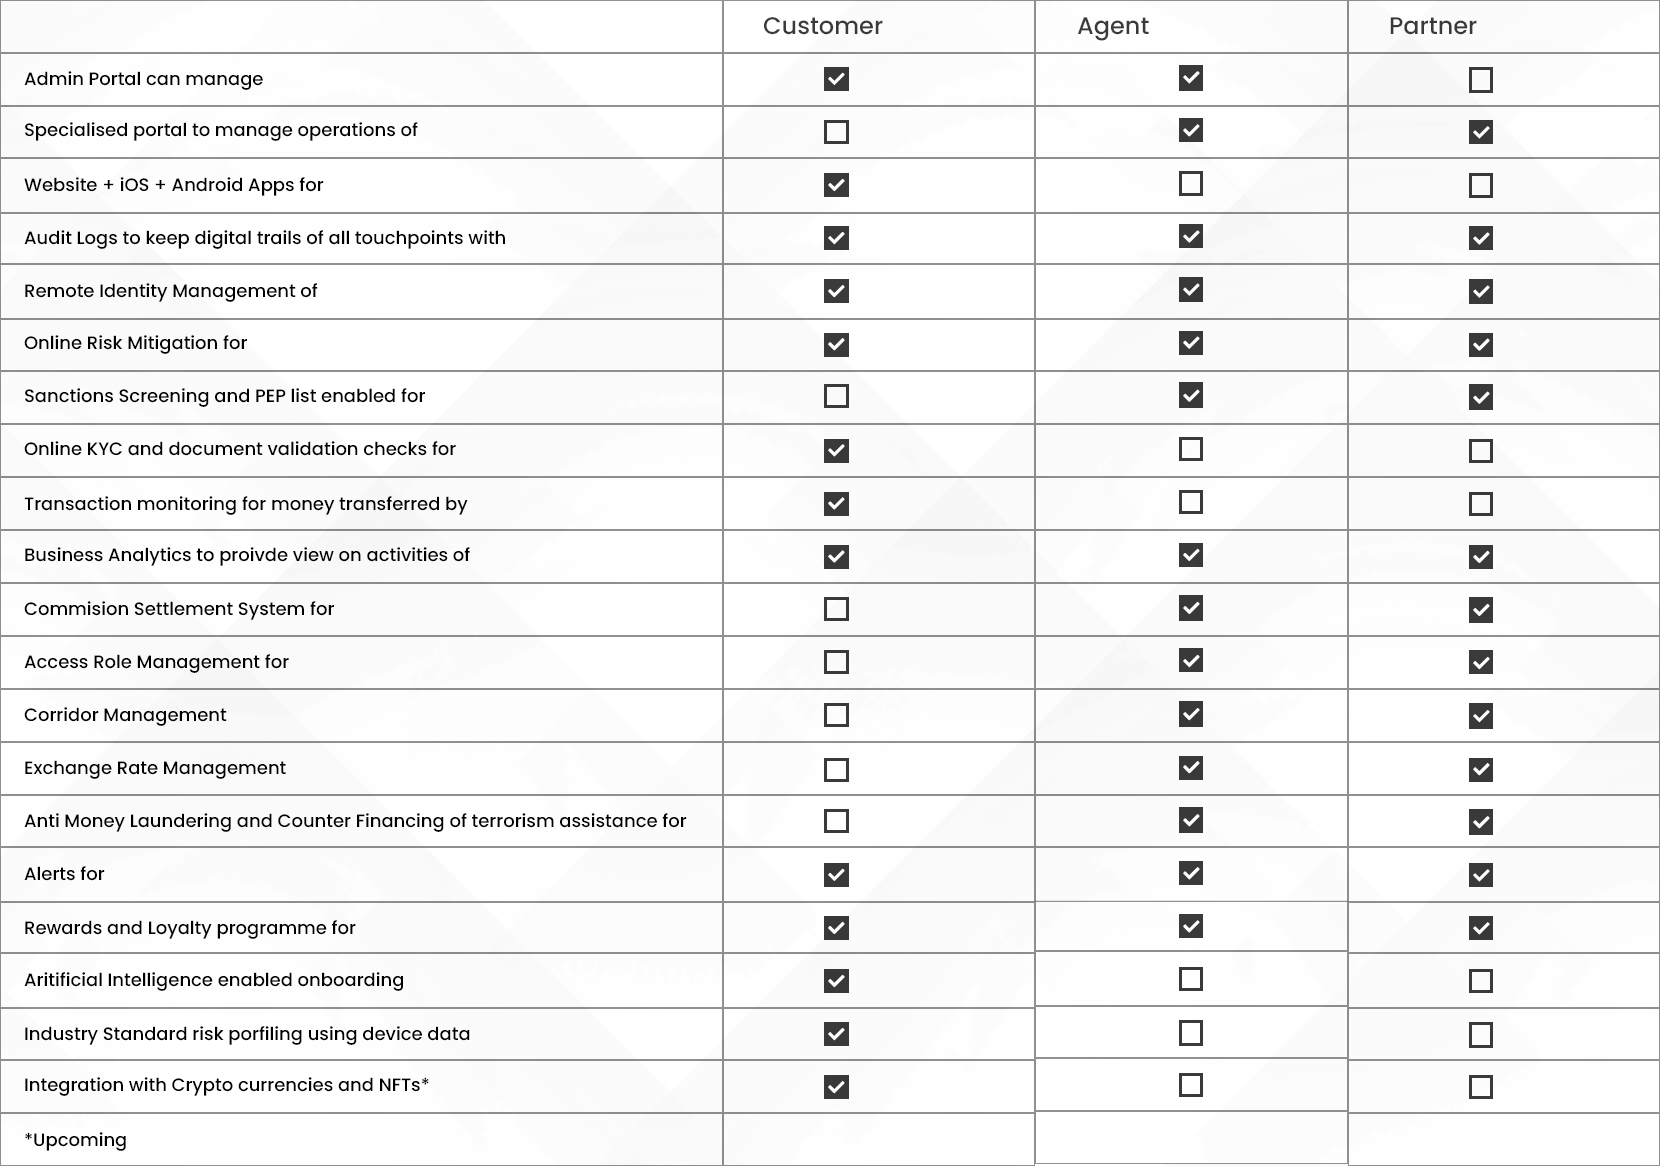 Customer Agent Partner
Admin Portal can manage
Specialised portal to manage operations of
Website + iOS + Android Apps for
Audit Logs to keep digital trails of all touchpoints with
Remote Identity Management of
Online Risk Mitigation for
Sanctions Screening and PEP list enabled for
Online KYC and document validation checks for
Transaction monitoring for money transferred by
Business Analytics to proivde view on activities of
Commision Settlement System for
Access Role Management for
Corridor Management
Exchange Rate Management
Anti Money Laundering and Counter Financing of terrorism assistance for
Alerts for
Rewards and Loyalty programme for
Aritificial Intelligence enabled onboarding
Industry Standard risk porfiling using device data
Integration with Crypto currencies and NFTs*
*Upcoming